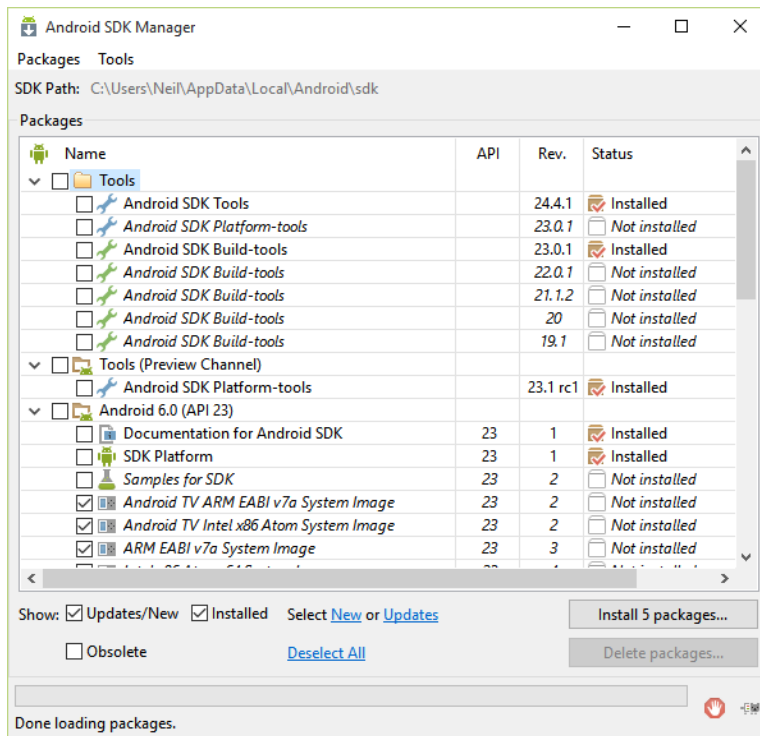 Android SDK Manager
Packages Tools
SDK Path: C:\Users\Neil\AppData\Local\Android\sdk
Packages
Name API Rev. Status
Tools
Android SDK Tools 24.4.1 Installed
Android SDK Platform-tools 23.0.1 Not installed
Android SDK Build-tools 23.0.1 Installed
Android SDK Build-tools 22.0.1 Not installed
Android SDK Build-tools 21.1.2 Not installed
Android SDK Build-tools 20 Not installed
Android SDK Build-tools 19.1 Not installed
Tools (Preview Channel)
Android SDK Platform-tools 23.1 rc1 Installed
Android 6.0 (API 23)
Documentation for Android SDK 23 1 Installed
SDK Platform 23 1 Installed
Samples for SDK 23 2 Not installed
Android TV ARM EABI v7a System Image 23 2 Not installed
Android TV Intel x86 Atom System Image 23 2 Not installed
ARM EABI v7a System Image 23 3 Not installed
Show: Updates/New Installed Select New or Updates Install 5 packages...
Obsolete Deselect All Delete packages...
Done loading packages.